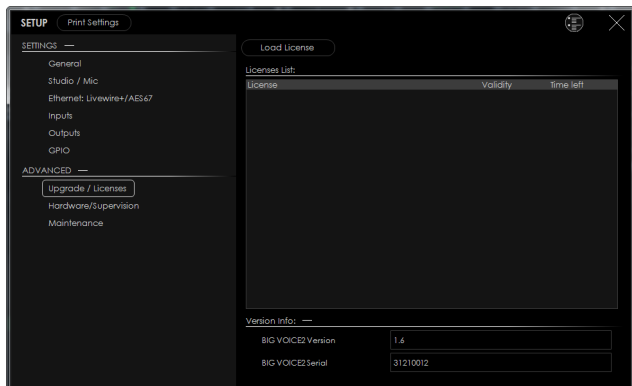 SETUP Print Settings
SETTINGS
General
Studio / Mic
Ethernet: Livewire+/AES67
Inputs
Outputs
GPIO
ADVANCED
Upgrade / Licenses
Hardware/Supervision
Maintenance
Load License
Licenses List:
License Validity Time left
Version Info:
BIG VOICE2 Version 1.6
BIG VOICE2 Serial 31210012